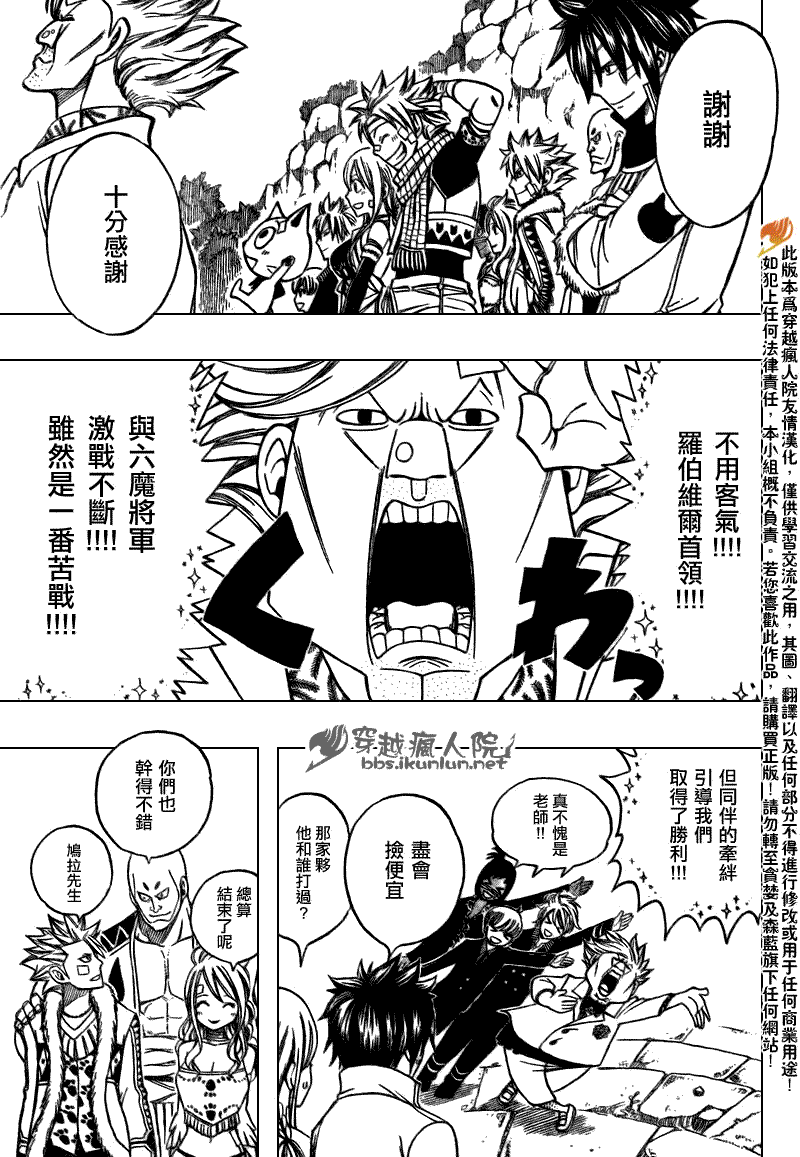 謝謝
十分感謝
不用客氣!!!!
羅伯維爾首領!!!!
與六魔將軍
激戰不斷!!!!
雖然是一番苦戰!!!!
くわっ
穿越瘋人院
bbs.ikunlun.net
但同伴的牽絆
引導我們
取得了勝利!!!
真不愧是
老師!!
盡會
撿便宜
那家夥
他和誰打過？
你們也
幹得不錯
總算
結束了呢
鳩拉先生
此版本爲穿越瘋人院友情漢化，僅供學習交流之用，其圖、翻譯以及任何部分不得進行修改或用于任何商業用途！
如犯上任何法律責任，本小組概不負責。若您喜歡此作品，請購買正版！請勿轉至貪婪及森藍旗下任何網站！